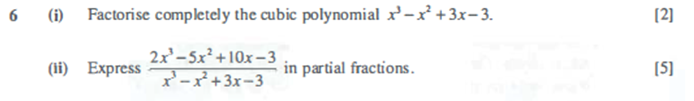 6 (i) Factorise completely the cubic polynomial x³ – x² + 3x – 3. [2]
(ii) Express (2x³ – 5x² + 10x – 3)/(x³ – x² + 3x – 3) in partial fractions. [5]